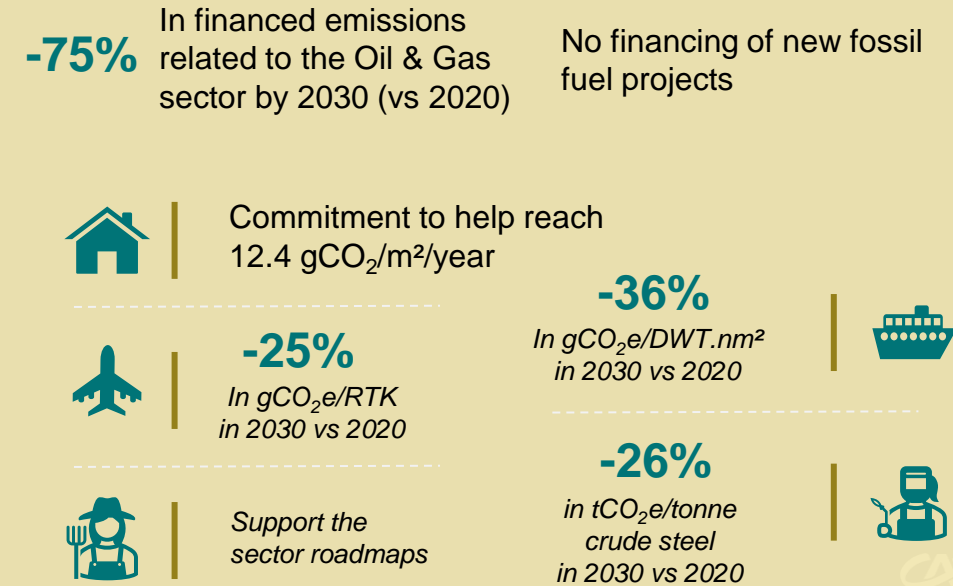 -75%
In financed emissions
related to the Oil & Gas
sector by 2030 (vs 2020)
No financing of new fossil
fuel projects
Commitment to help reach
12.4 gCO₂/m²/year
-36%
In gCO₂e/DWT.nm²
in 2030 vs 2020
-25%
In gCO₂e/RTK
in 2030 vs 2020
-26%
in tCO₂e/tonne
crude steel
in 2030 vs 2020
Support the
sector roadmaps
CA